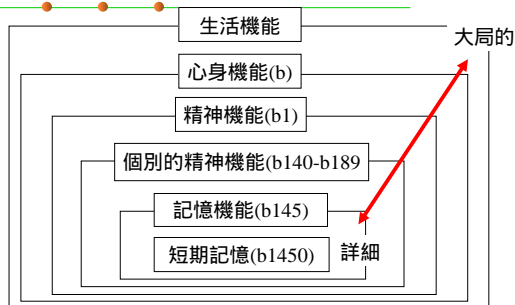 生活機能
大局的
心身機能(b)
精神機能(b1)
個別的精神機能(b140-b189
記憶機能(b145)
短期記憶(b1450)
詳細